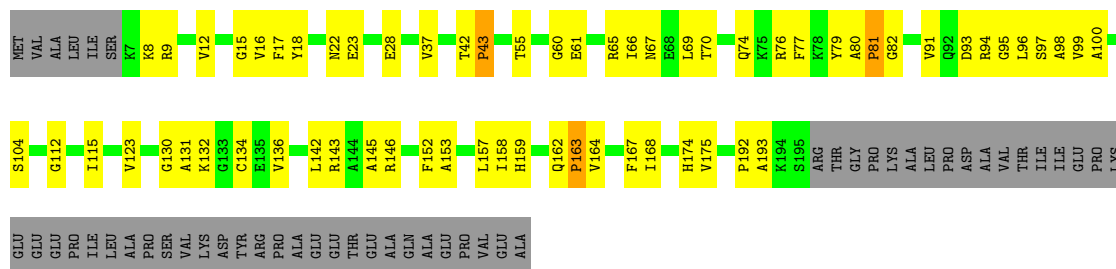 MET VAL ALA LEU ILE SER K7 K8 R9 V12 G15 V16 F17 Y18 N22 E23 E28 V37 T42 P43 T55 G60 E61 R65 I66 N67 E68 L69 T70 Q74 K75 R76 F77 K78 Y79 A80 P81 G82 V91 Q92 D93 R94 G95 L96 S97 A98 V99 A100
S104 G112 I115 V123 G130 A131 K132 G133 C134 E135 V136 L142 R143 A144 A145 R146 F152 A153 L157 I158 H159 Q162 P163 V164 F167 I168 H174 V175 P192 A193 K194 S195 ARG THR GLY PRO LYS ALA LEU PRO ASP ALA VAL THR ILE ILE GLU PRO LYS
GLU GLU GLU PRO ILE LEU ALA PRO SER VAL LYS ASP TYR ARG PRO ALA GLU GLU THR GLU ALA GLN ALA GLU PRO VAL GLU ALA